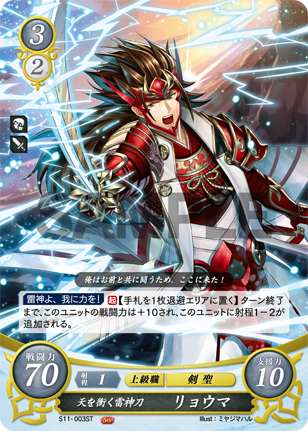 3
2
SAMPLE
俺はお前と共に闘うため、ここに来た！
雷神よ、我に力を！ 起 【手札を1枚退避エリアに置く】ターン終了
まで、このユニットの戦闘力は+10され、このユニットに射程1-2が
追加される。
戦闘力 70
射程 1 上級職 剣聖
支援力 10
天を衝く雷神刀 リョウマ
S11-003ST Illust：ミヤジマハル